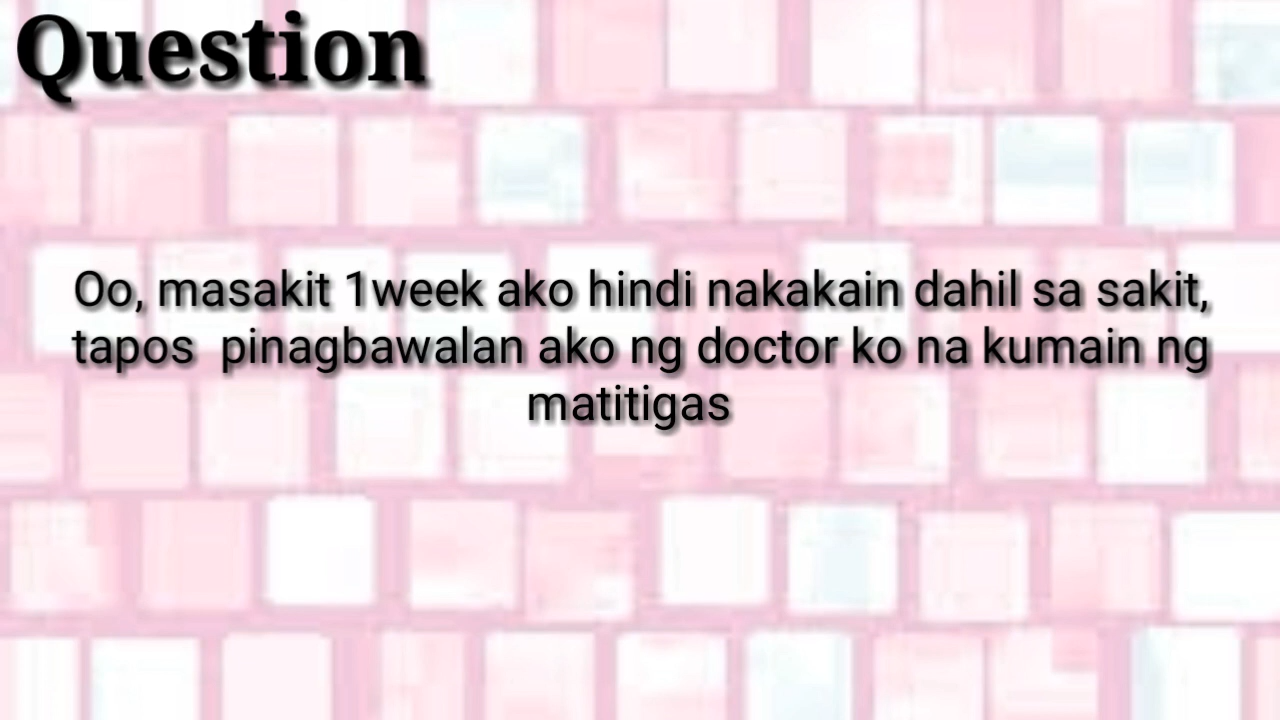 Question
Oo, masakit 1week ako hindi nakakain dahil sa sakit,
tapos  pinagbawalan ako ng doctor ko na kumain ng
matitigas